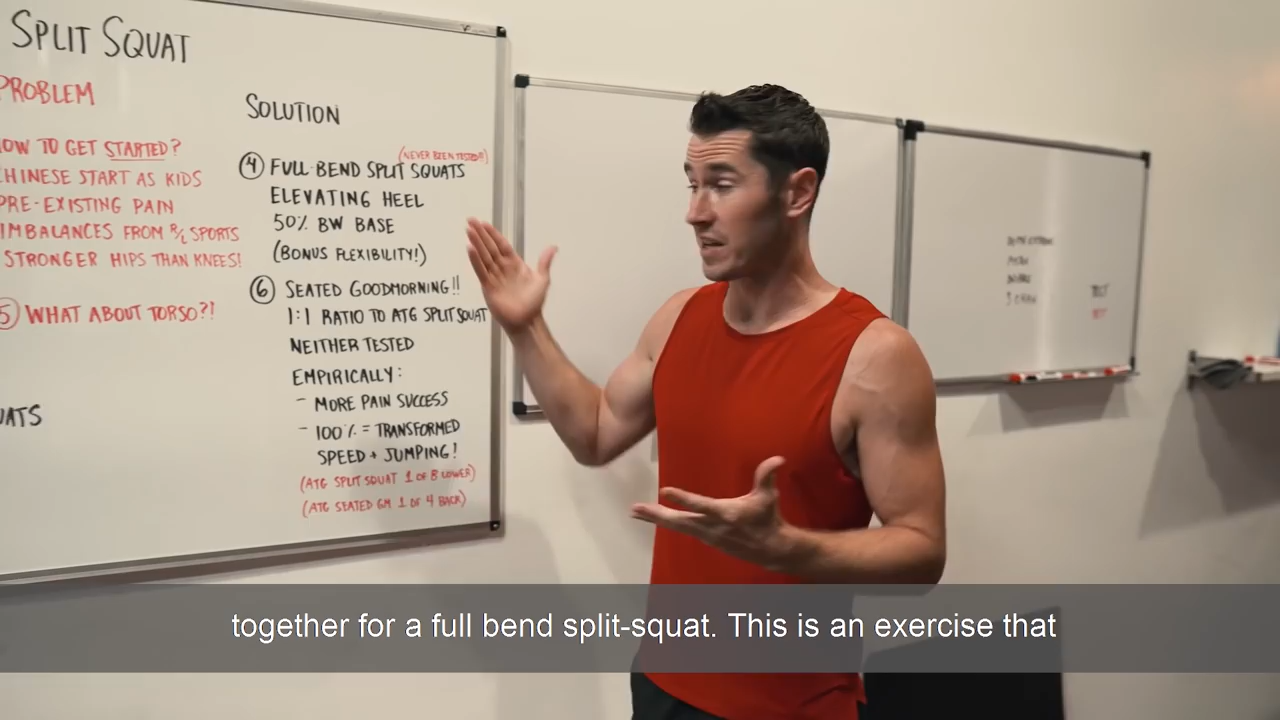 SPLIT SQUAT
PROBLEM
HOW TO GET STARTED?
CHINESE START AS KIDS
PRE-EXISTING PAIN
IMBALANCES FROM R/L SPORTS
STRONGER HIPS THAN KNEES!
5 WHAT ABOUT TORSO?!
UATS
SOLUTION
(NEVER BEEN TESTED!!)
4 FULL-BEND SPLIT SQUATS
ELEVATING HEEL
50% BW BASE
(BONUS FLEXIBILITY!)
6 SEATED GOODMORNING!!
1:1 RATIO TO ATG SPLIT SQUAT
NEITHER TESTED
EMPIRICALLY:
- MORE PAIN SUCCESS
- 100% = TRANSFORMED
SPEED + JUMPING!
(ATG SPLIT SQUAT 1 OF 8 LOWER)
(ATG SEATED GM 1 OF 4 BACK)
together for a full bend split-squat. This is an exercise that